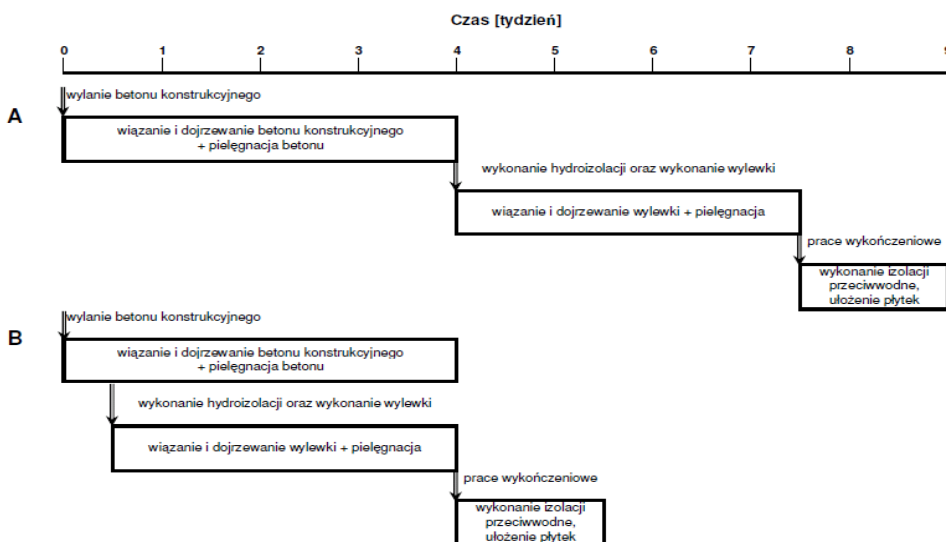 Czas [tydzień]
0 1 2 3 4 5 6 7 8 9
A
wylanie betonu konstrukcyjnego
wiązanie i dojrzewanie betonu konstrukcyjnego
+ pielęgnacja betonu
wykonanie hydroizolacji oraz wykonanie wylewki
wiązanie i dojrzewanie wylewki + pielęgnacja
prace wykończeniowe
wykonanie izolacji
przeciwwodne,
ułożenie płytek
B
wylanie betonu konstrukcyjnego
wiązanie i dojrzewanie betonu konstrukcyjnego
+ pielęgnacja betonu
wykonanie hydroizolacji oraz wykonanie wylewki
wiązanie i dojrzewanie wylewki + pielęgnacja
prace wykończeniowe
wykonanie izolacji
przeciwwodne,
ułożenie płytek